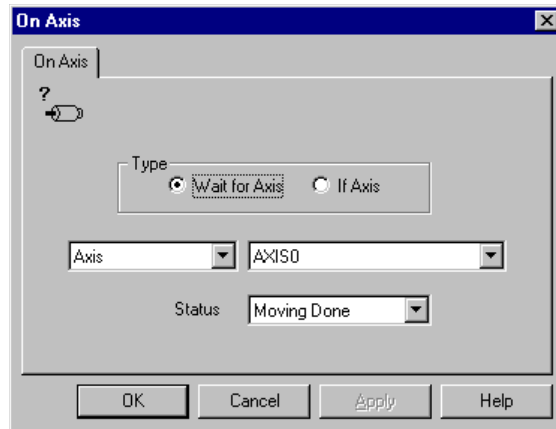 On Axis
On Axis
?
Type
Wait for Axis If Axis
Axis AXIS0
Status Moving Done
OK Cancel Apply Help